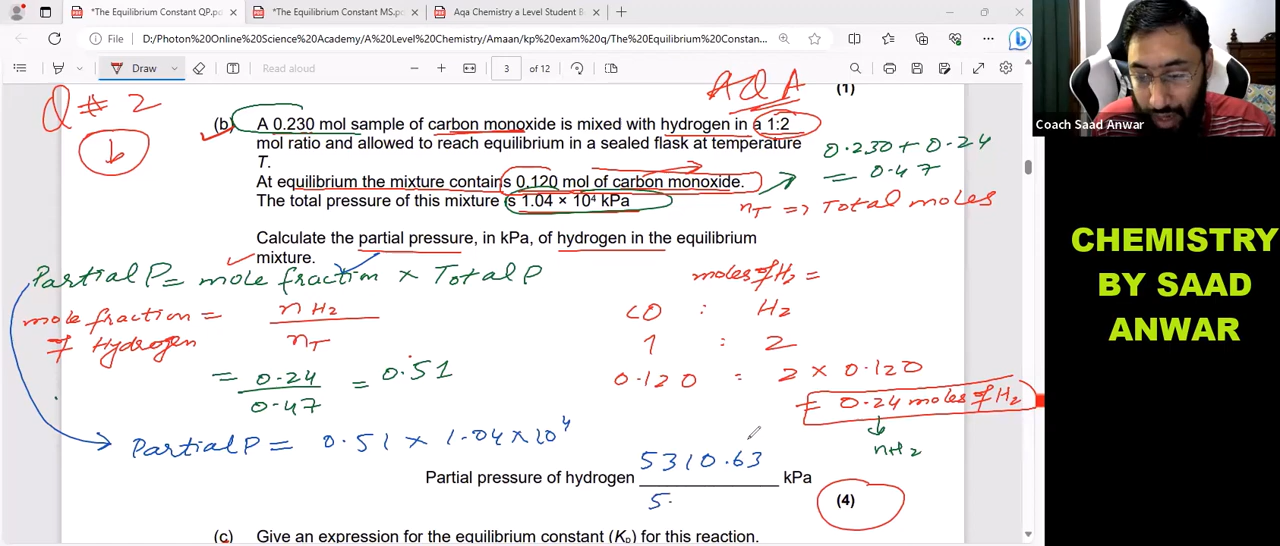 *The Equilibrium Constant QP.pd
*The Equilibrium Constant MS.pd
Aqa Chemistry a Level Student B
File
D:/Photon%20Online%20Science%20Academy/A%20Level%20Chemistry/Amaan/kp%20exam%20q/The%20Equilibrium%20Constan...
Draw
Read aloud
3 of 12
Q # 2
b
AQA
(1)
(b) A 0.230 mol sample of carbon monoxide is mixed with hydrogen in a 1:2
mol ratio and allowed to reach equilibrium in a sealed flask at temperature
T.
At equilibrium the mixture contains 0.120 mol of carbon monoxide.
The total pressure of this mixture is 1.04 × 10⁴ kPa
0.230 + 0.24
= 0.47
nT => Total moles
Calculate the partial pressure, in kPa, of hydrogen in the equilibrium
mixture.
Partial P = mole fraction × Total P
mole fraction = nH2
of Hydrogen nT
= 0.24 = 0.51
0.47
moles of H2 =
CO : H2
1 : 2
0.120 = 2 × 0.120
= 0.24 moles of H2
nH2
Partial P = 0.51 × 1.04 × 10⁴
5310.63
Partial pressure of hydrogen kPa
5.
(4)
(c) Give an expression for the equilibrium constant (Kp) for this reaction.
Coach Saad Anwar
CHEMISTRY
BY SAAD
ANWAR